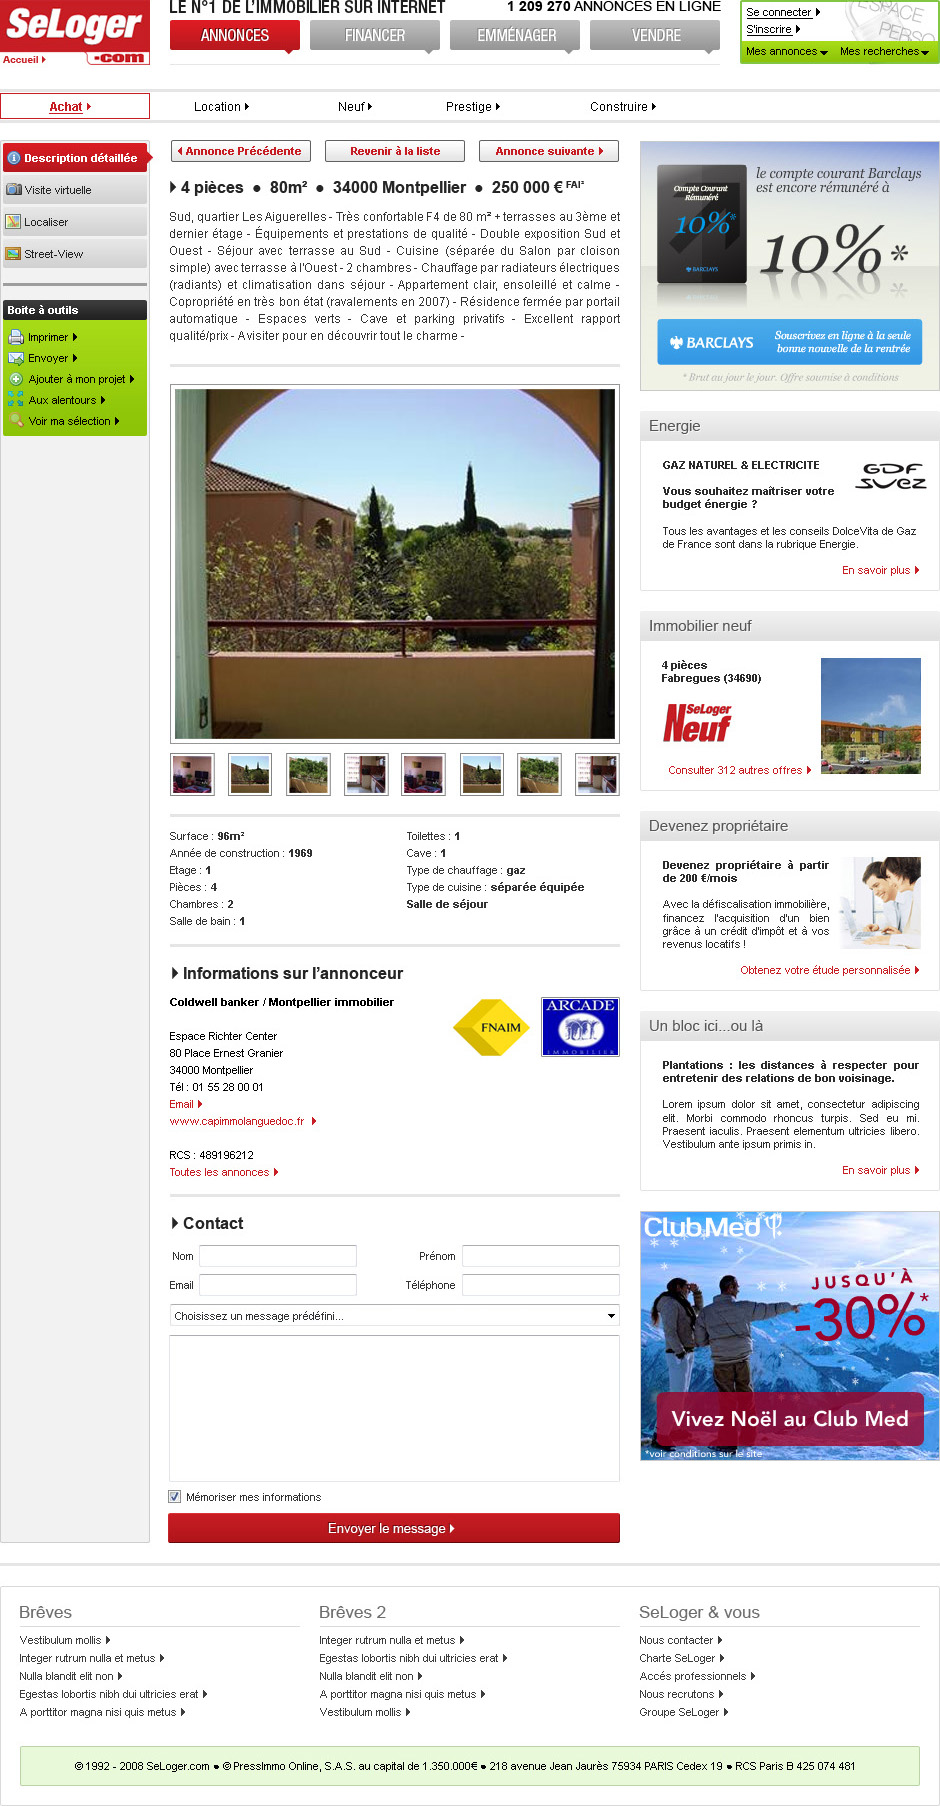 SeLoger
.com
Accueil
LE N°1 DE L'IMMOBILIER SUR INTERNET
1 209 270 ANNONCES EN LIGNE
ANNONCES
FINANCER
EMMÉNAGER
VENDRE
Se connecter
S'inscrire
ESPACE
PERSO
Mes annonces
Mes recherches
Achat
Location
Neuf
Prestige
Construire
Description détaillée
Visite virtuelle
Localiser
Street-View
Boite à outils
Imprimer
Envoyer
Ajouter à mon projet
Aux alentours
Voir ma sélection
Annonce Précédente
Revenir à la liste
Annonce suivante
4 pièces ● 80m² ● 34000 Montpellier ● 250 000 € FAI*
Sud, quartier Les Aiguerelles - Très confortable F4 de 80 m² + terrasses au 3ème et
dernier étage - Équipements et prestations de qualité - Double exposition Sud et
Ouest - Séjour avec terrasse au Sud - Cuisine (séparée du Salon par cloison
simple) avec terrasse à l'Ouest - 2 chambres - Chauffage par radiateurs électriques
(radiants) et climatisation dans séjour - Appartement clair, ensoleillé et calme -
Copropriété en très bon état (ravalements en 2007) - Résidence fermée par portail
automatique - Espaces verts - Cave et parking privatifs - Excellent rapport
qualité/prix - A visiter pour en découvrir tout le charme -
Surface : 96m²
Année de construction : 1969
Etage : 1
Pièces : 4
Chambres : 2
Salle de bain : 1
Toilettes : 1
Cave : 1
Type de chauffage : gaz
Type de cuisine : séparée équipée
Salle de séjour
Informations sur l'annonceur
Coldwell banker / Montpellier immobilier
Espace Richter Center
80 Place Ernest Granier
34000 Montpellier
Tél : 01 55 28 00 01
Email
www.capimmolanguedoc.fr
RCS : 489196212
Toutes les annonces
FNAIM
ARCADE
IMMOBILIER
Contact
Nom
Prénom
Email
Téléphone
Choisissez un message prédéfini...
Mémoriser mes informations
Envoyer le message
le compte courant Barclays
est encore rémunéré à
10%*
Compte Courant
Rémunéré
10%*
BARCLAYS
BARCLAYS
Souscrivez en ligne à la seule
bonne nouvelle de la rentrée
* Brut au jour le jour. Offre soumise à conditions
Energie
GAZ NATUREL & ELECTRICITE
GDF
SUEZ
Vous souhaitez maîtriser votre
budget énergie ?
Tous les avantages et les conseils DolceVita de Gaz
de France sont dans la rubrique Energie.
En savoir plus
Immobilier neuf
4 pièces
Fabregues (34690)
SeLoger
Neuf
Consulter 312 autres offres
Devenez propriétaire
Devenez propriétaire à partir
de 200 €/mois
Avec la défiscalisation immobilière,
financez l'acquisition d'un bien
grâce à un crédit d'impôt et à vos
revenus locatifs !
Obtenez votre étude personnalisée
Un bloc ici...ou là
Plantations : les distances à respecter pour
entretenir des relations de bon voisinage.
Lorem ipsum dolor sit amet, consectetur adipiscing
elit. Morbi commodo rhoncus turpis. Sed eu mi.
Praesent iaculis. Praesent elementum ultricies libero.
Vestibulum ante ipsum primis in.
En savoir plus
Club Med
JUSQU'À
-30%*
Vivez Noël au Club Med
*voir conditions sur le site
Brêves
Vestibulum mollis
Integer rutrum nulla et metus
Nulla blandit elit non
Egestas lobortis nibh dui ultricies erat
A porttitor magna nisi quis metus
Brêves 2
Integer rutrum nulla et metus
Egestas lobortis nibh dui ultricies erat
Nulla blandit elit non
A porttitor magna nisi quis metus
Vestibulum mollis
SeLoger & vous
Nous contacter
Charte SeLoger
Accés professionnels
Nous recrutons
Groupe SeLoger
© 1992 - 2008 SeLoger.com ● © PressImmo Online, S.A.S. au capital de 1.350.000€ ● 218 avenue Jean Jaurès 75934 PARIS Cedex 19 ● RCS Paris B 425 074 481